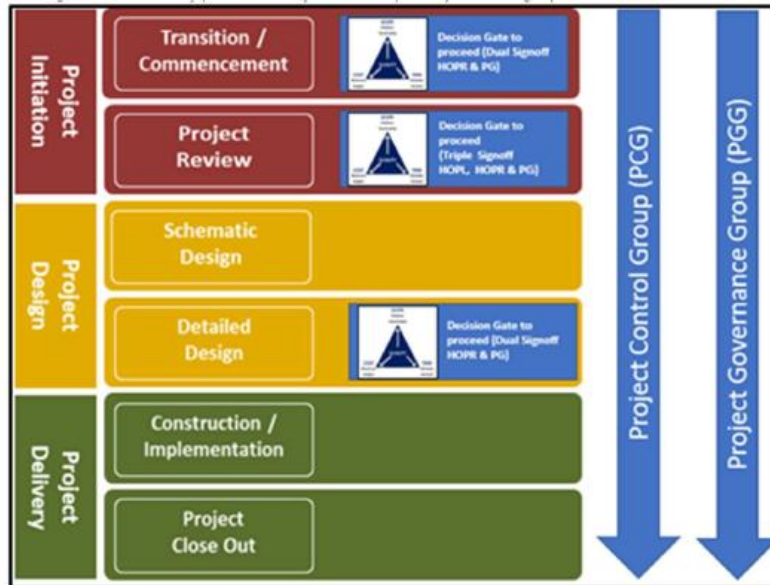 Project
Initiation
Transition /
Commencement
Decision Gate to
proceed (Dual Signoff
HOPR & PG)
Project
Review
Decision Gate to
proceed
(Triple Signoff
HOPL, HOPR & PG)
Project
Design
Schematic
Design
Detailed
Design
Decision Gate to
proceed (Dual Signoff
HOPR & PG)
Project
Delivery
Construction /
Implementation
Project
Close Out
Project Control Group (PCG)
Project Governance Group (PGG)